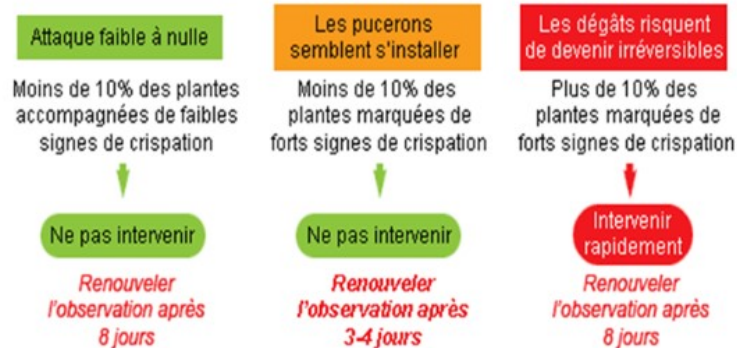 Attaque faible à nulle
Moins de 10% des plantes
accompagnées de faibles
signes de crispation
Ne pas intervenir
Renouveler
l'observation après
8 jours
Les pucerons
semblent s'installer
Moins de 10% des
plantes marquées de
forts signes de crispation
Ne pas intervenir
Renouveler
l'observation après
3-4 jours
Les dégâts risquent
de devenir irréversibles
Plus de 10% des
plantes marquées de
forts signes de crispation
Intervenir
rapidement
Renouveler
l'observation après
8 jours